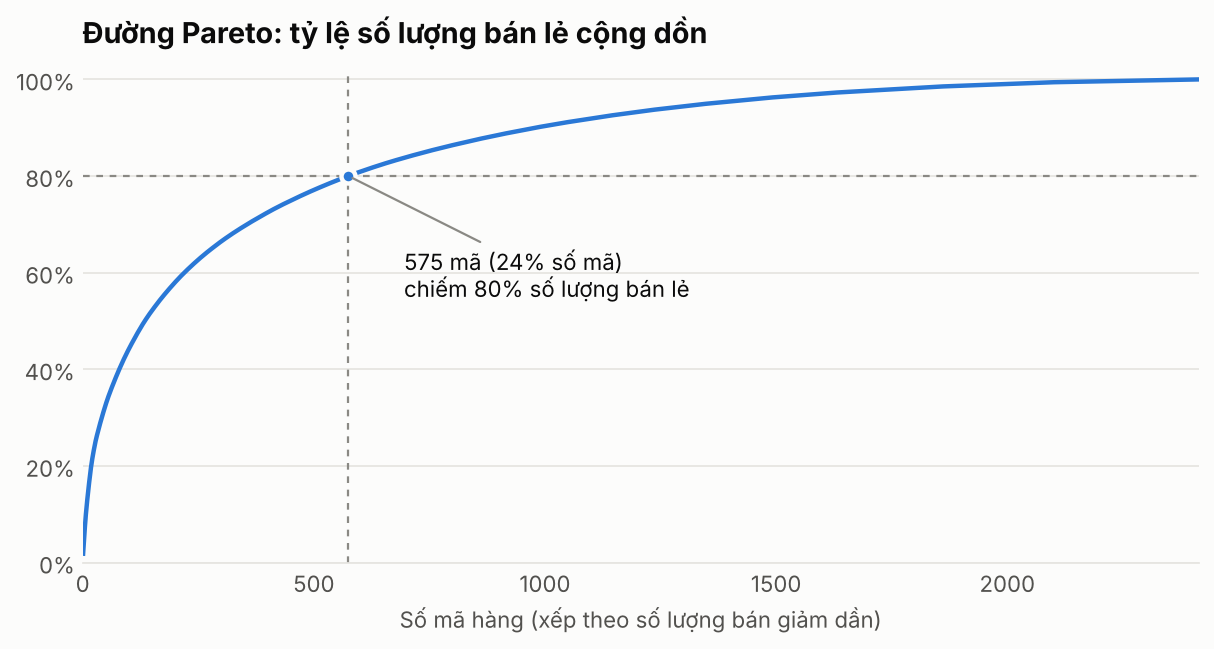 Đường Pareto: tỷ lệ số lượng bán lẻ cộng dồn
100%
80%
60%
40%
20%
0%
575 mã (24% số mã)
chiếm 80% số lượng bán lẻ
0
500
1000
1500
2000
Số mã hàng (xếp theo số lượng bán giảm dần)